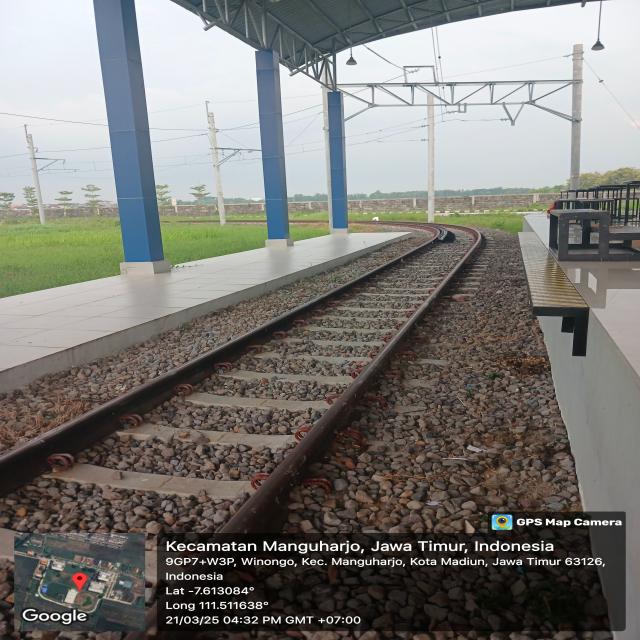 GPS Map Camera
Kecamatan Manguharjo, Jawa Timur, Indonesia
9GP7+W3P, Winongo, Kec. Manguharjo, Kota Madiun, Jawa Timur 63126,
Indonesia
Lat -7.613084°
Long 111.511638°
21/03/25 04:32 PM GMT +07:00
Google